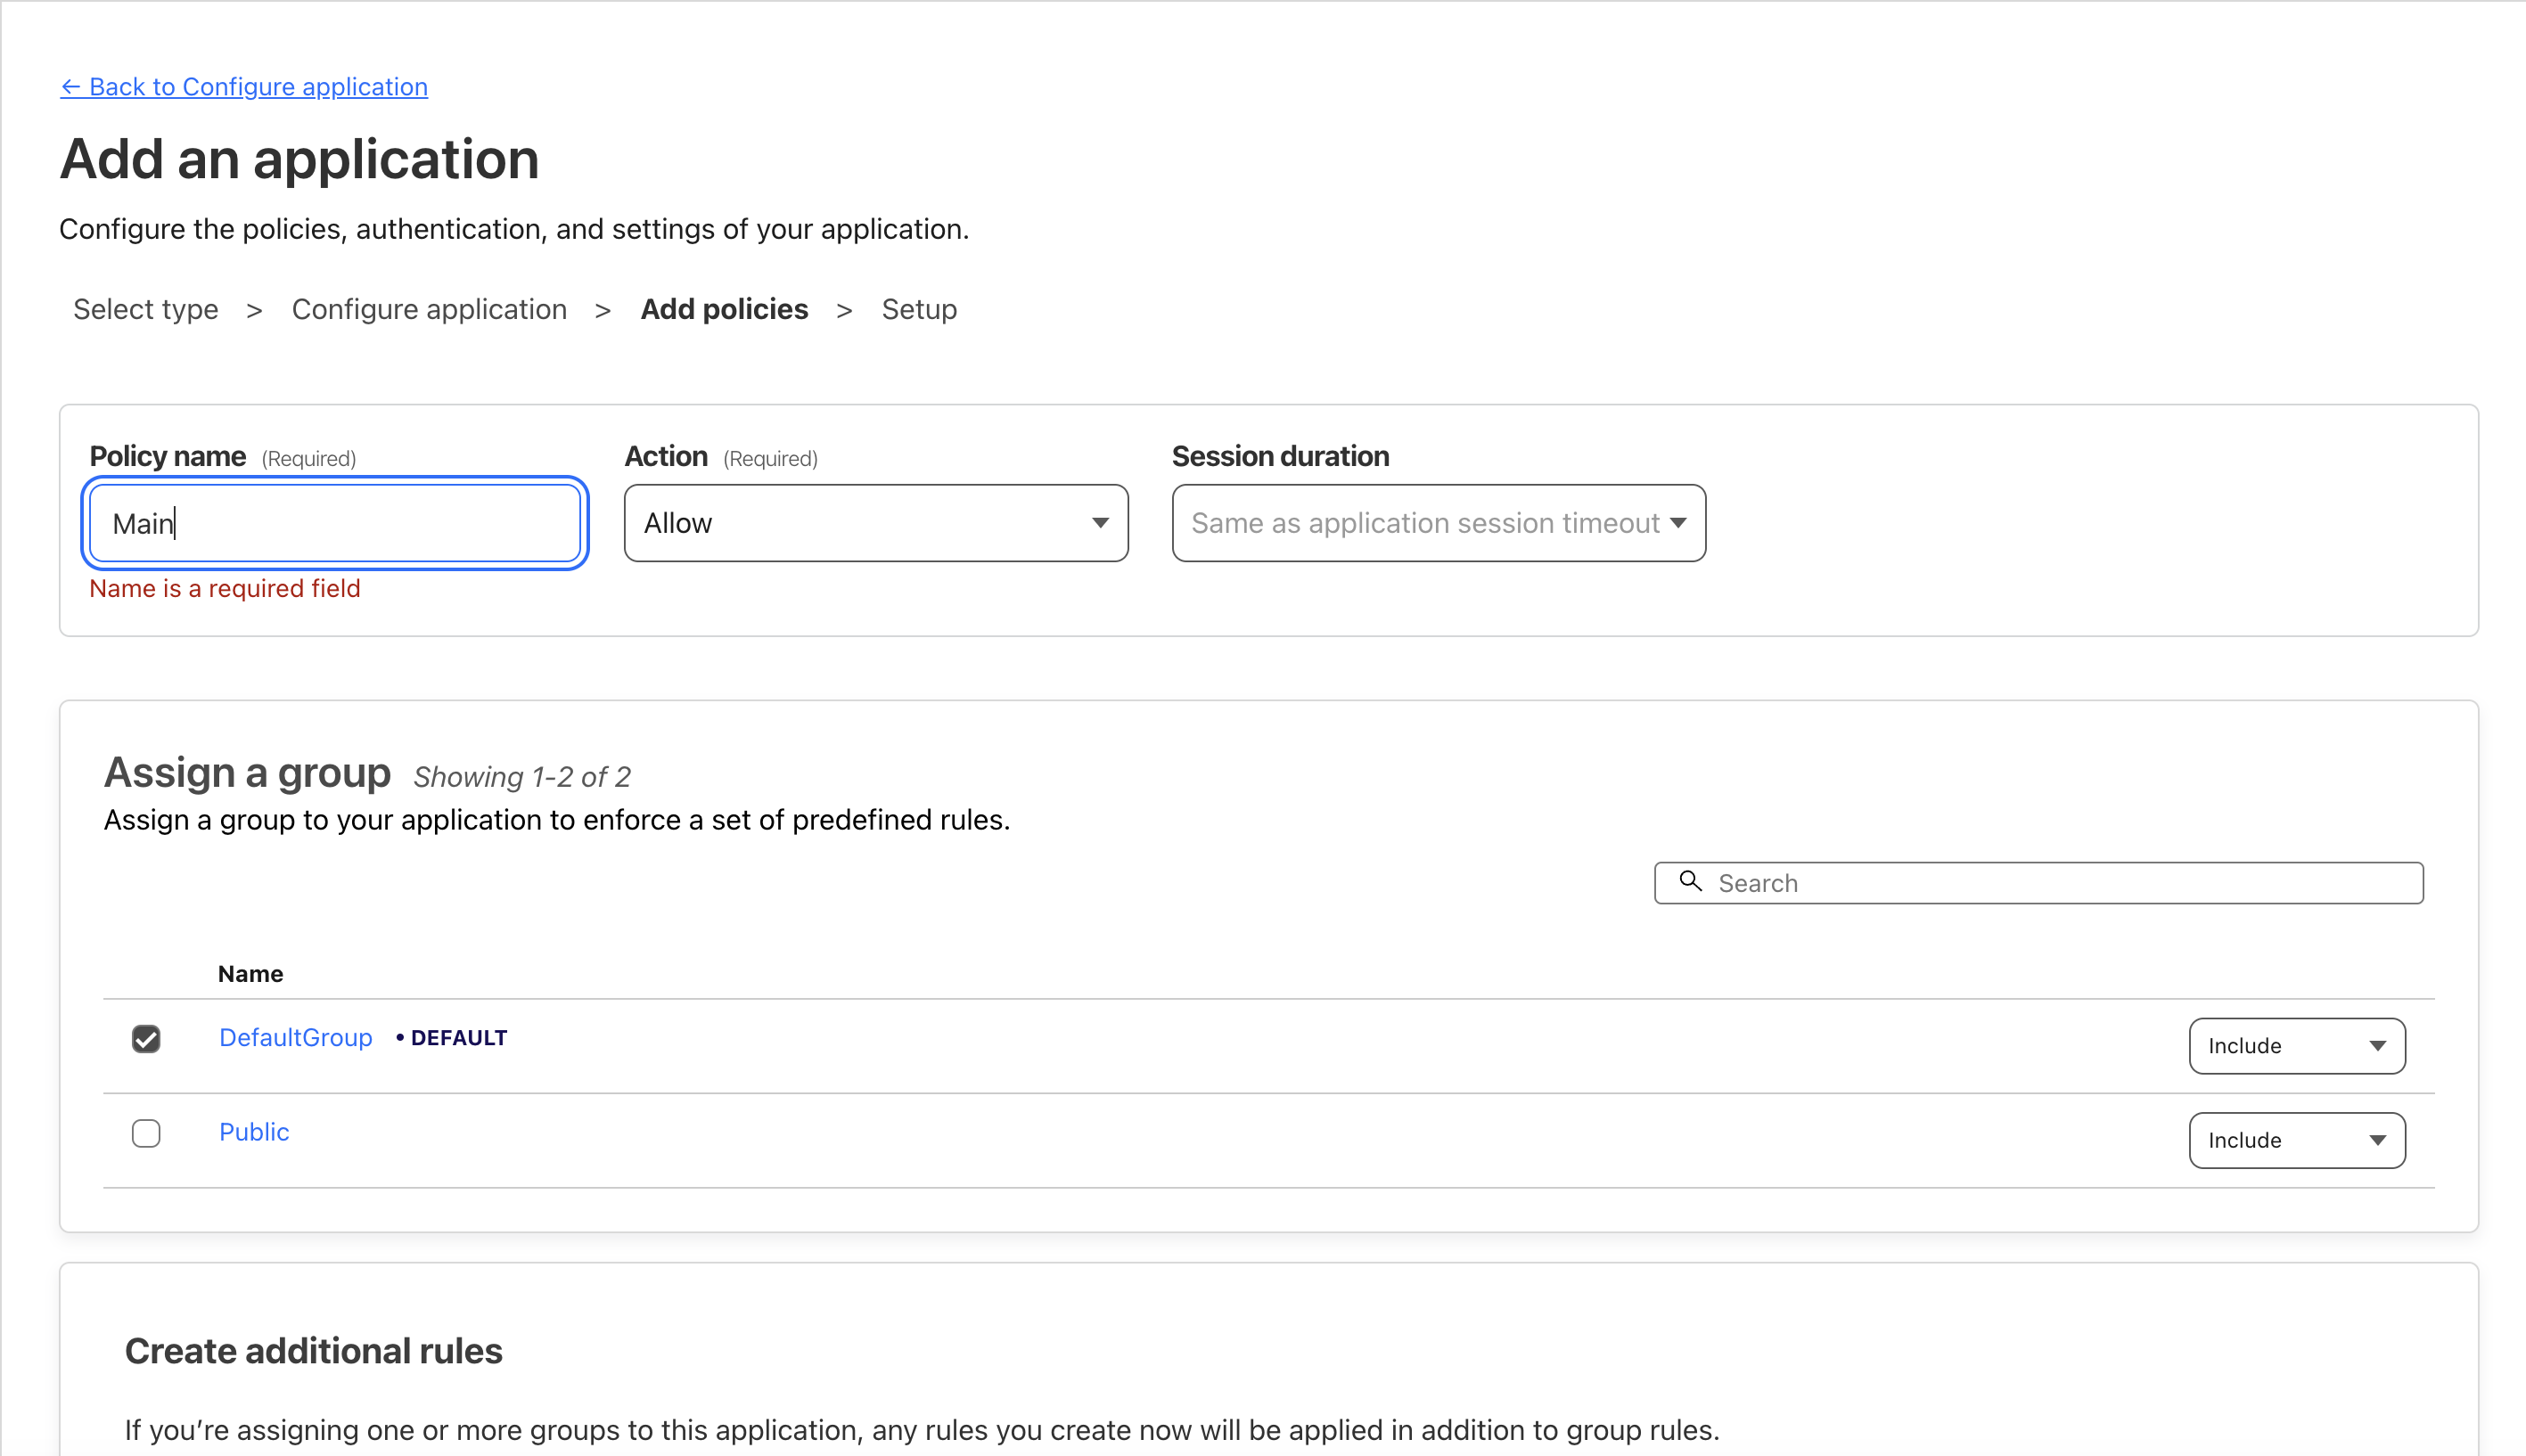 ← Back to Configure application
Add an application
Configure the policies, authentication, and settings of your application.
Select type > Configure application > Add policies > Setup
Policy name (Required) Action (Required) Session duration
Main Allow Same as application session timeout
Name is a required field
Assign a group Showing 1-2 of 2
Assign a group to your application to enforce a set of predefined rules.
Search
Name
DefaultGroup • DEFAULT Include
Public Include
Create additional rules
If you’re assigning one or more groups to this application, any rules you create now will be applied in addition to group rules.